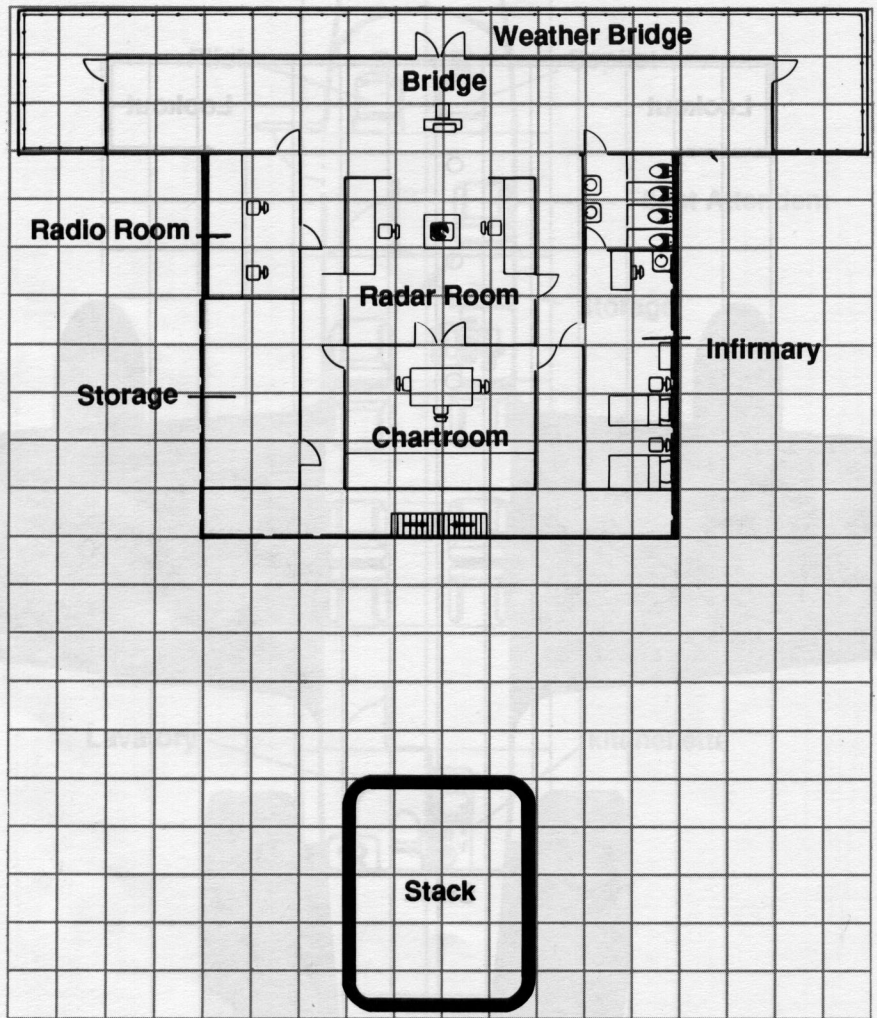 Weather Bridge
Bridge
Radio Room
Radar Room
Infirmary
Storage
Chartroom
Stack